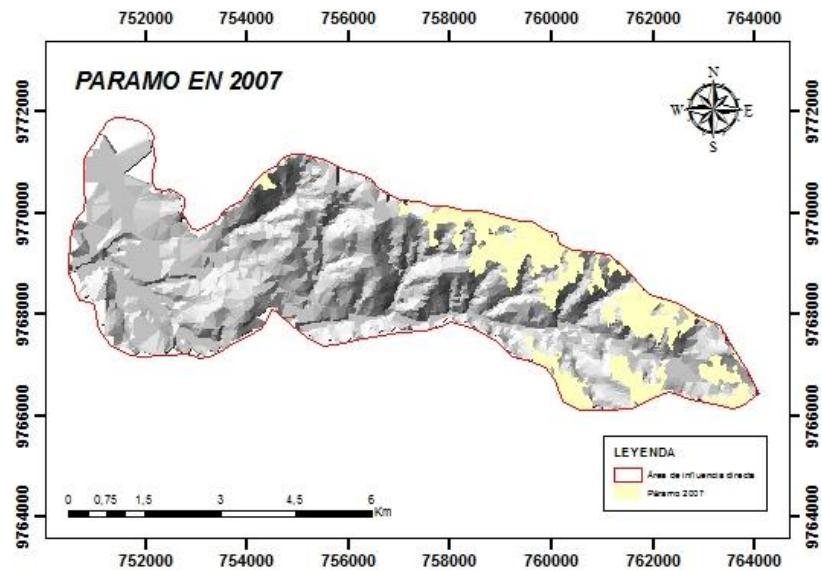 752000 754000 756000 758000 760000 762000 764000
PARAMO EN 2007
N
W E
S
9772000 9772000
9770000 9770000
9768000 9768000
9766000 9766000
9764000 9764000
LEYENDA
Área de influencia directa
Páramo 2007
0 0,75 1,5 3 4,5 6
Km
752000 754000 756000 758000 760000 762000 764000